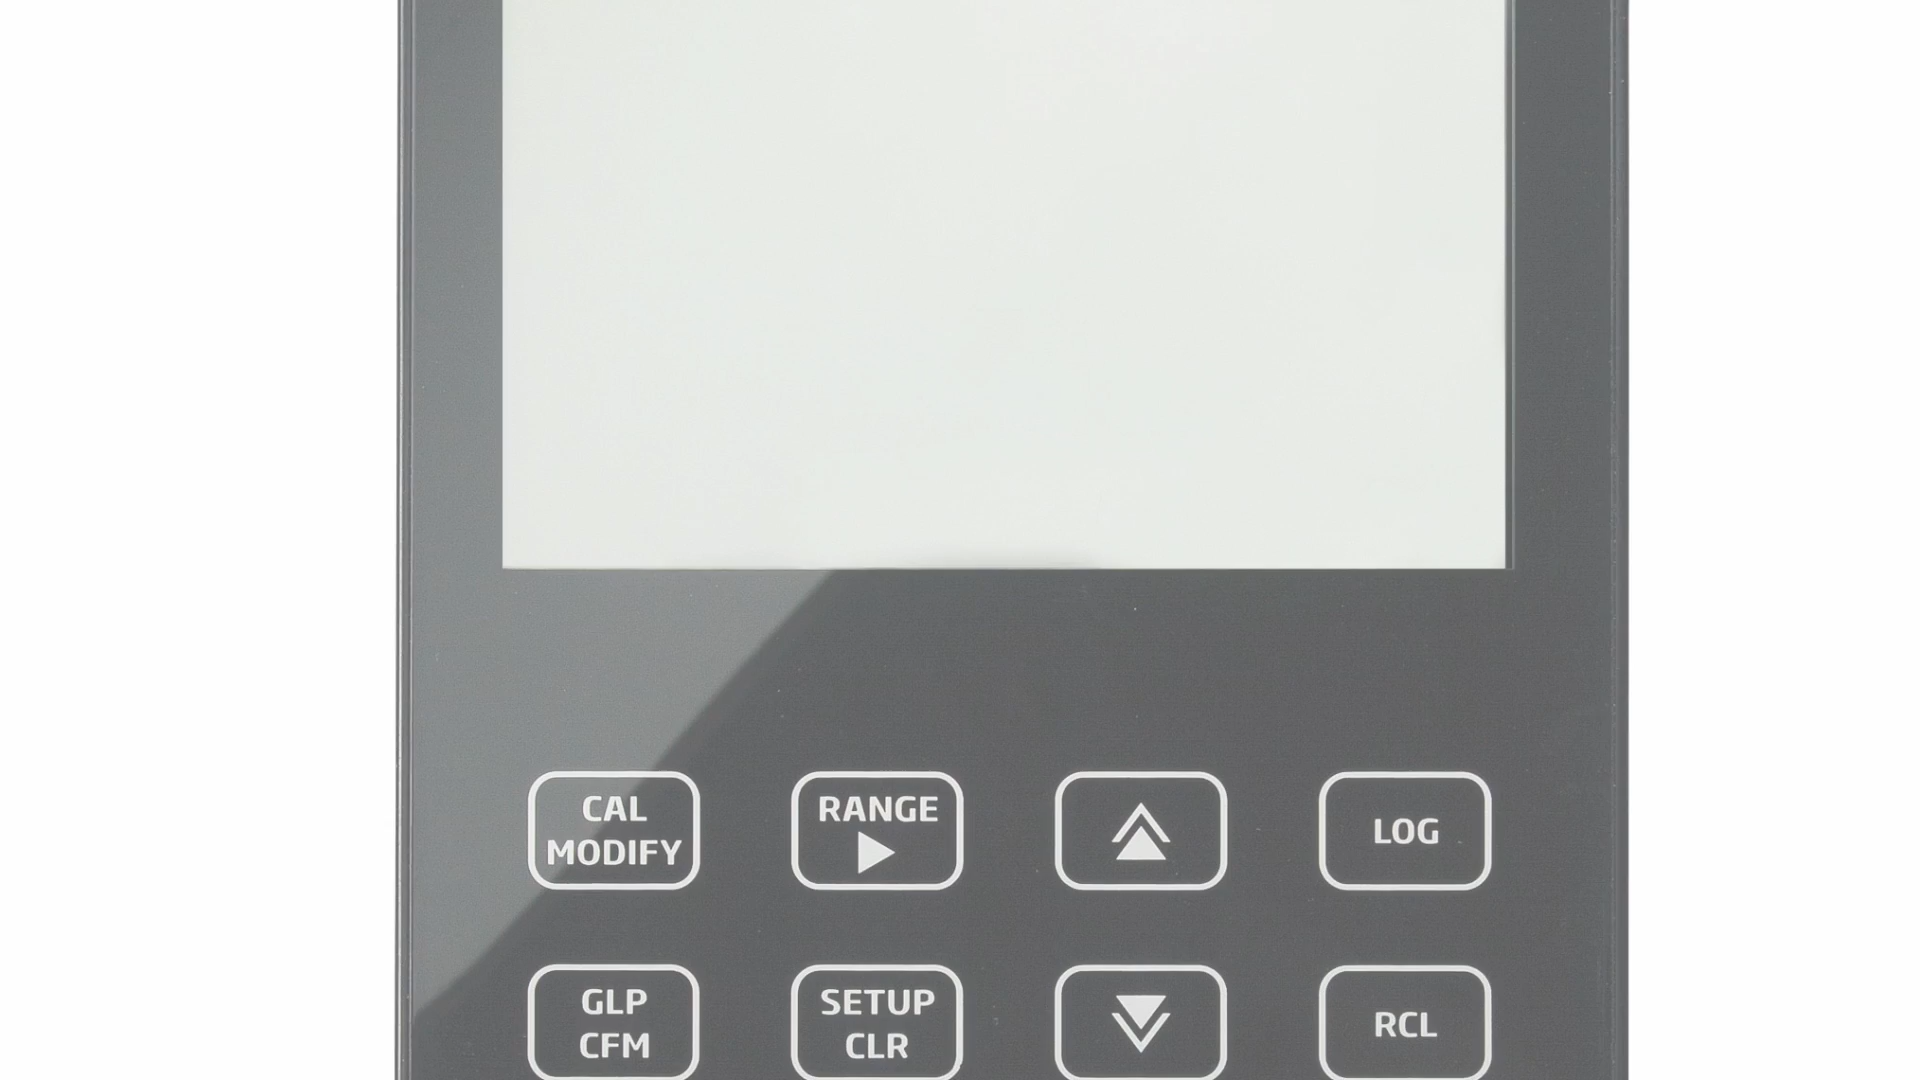 CAL
MODIFY
RANGE
LOG
GLP
CFM
SETUP
CLR
RCL